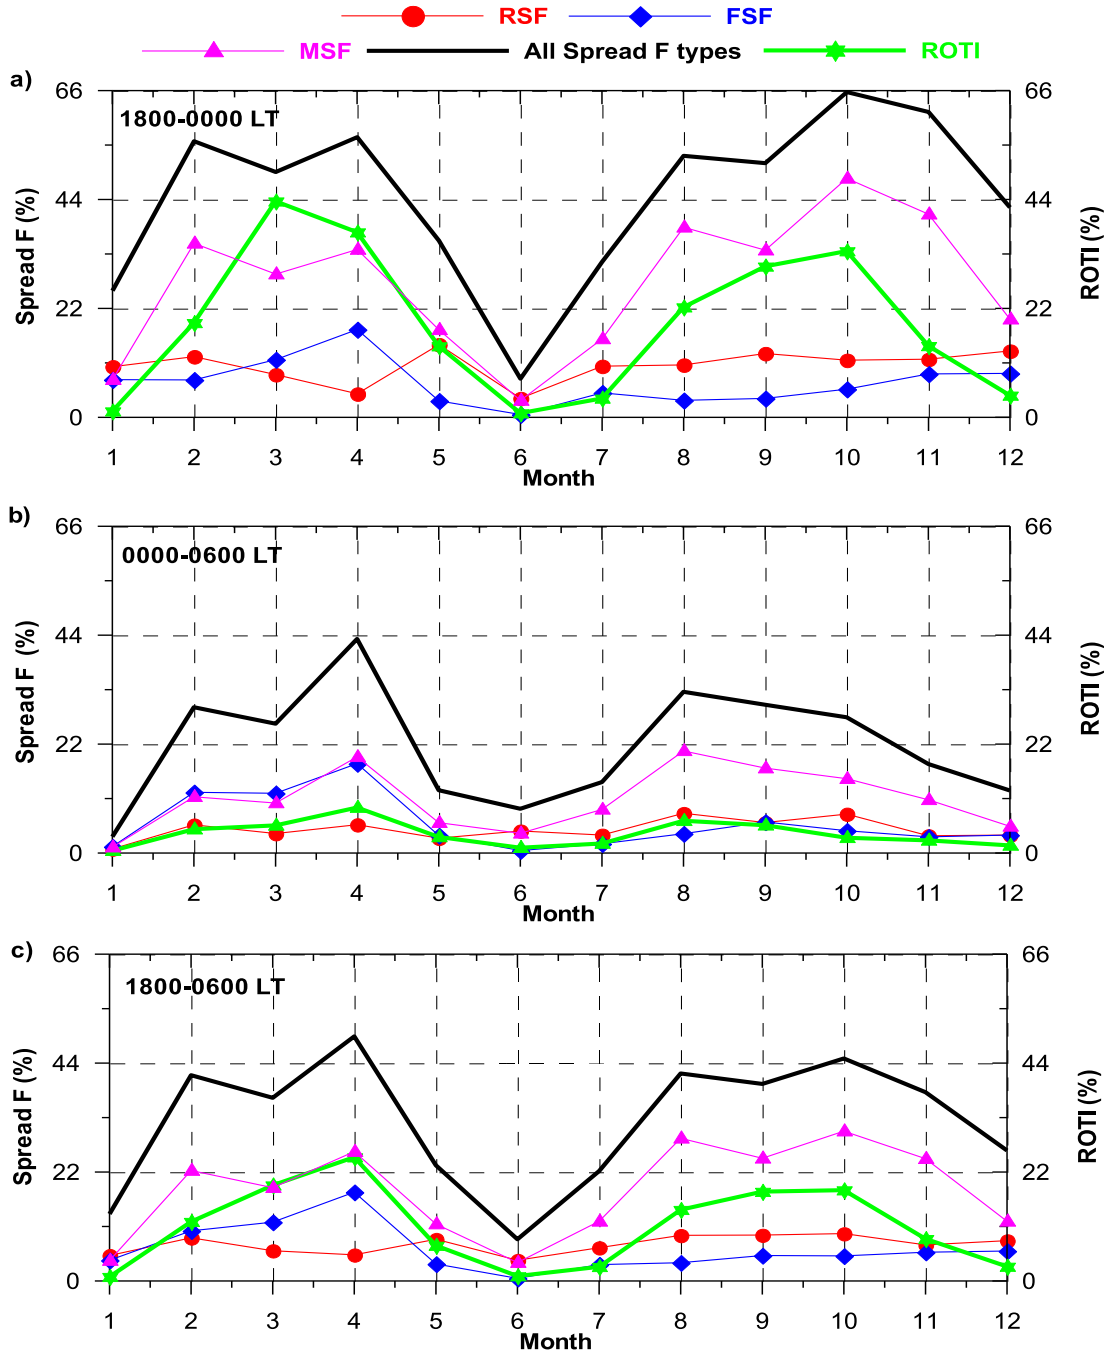 RSF FSF
MSF All Spread F types ROTI
a)
1800-0000 LT
66 66
44 44
22 22
0 0
Spread F (%)
ROTI (%)
1 2 3 4 5 6 7 8 9 10 11 12
Month
b)
0000-0600 LT
66 66
44 44
22 22
0 0
Spread F (%)
ROTI (%)
1 2 3 4 5 6 7 8 9 10 11 12
Month
c)
1800-0600 LT
66 66
44 44
22 22
0 0
Spread F (%)
ROTI (%)
1 2 3 4 5 6 7 8 9 10 11 12
Month